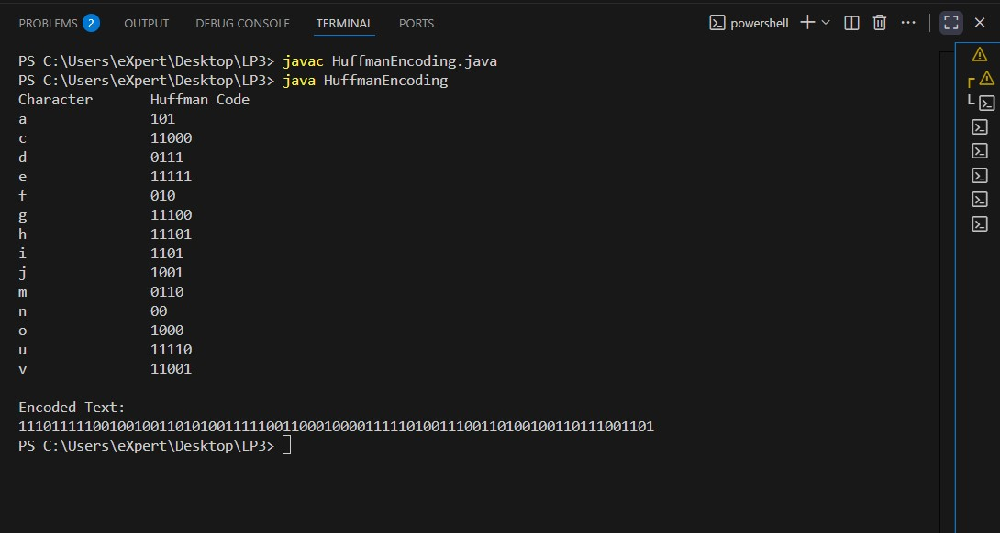 PROBLEMS 2 OUTPUT DEBUG CONSOLE TERMINAL PORTS powershell
PS C:\Users\eXpert\Desktop\LP3> javac HuffmanEncoding.java
PS C:\Users\eXpert\Desktop\LP3> java HuffmanEncoding
Character Huffman Code
a 101
c 11000
d 0111
e 11111
f 010
g 11100
h 11101
i 1101
j 1001
m 0110
n 00
o 1000
u 11110
v 11001
Encoded Text:
11101111100100100110101001111100110001000011111010011100110100100110111001101
PS C:\Users\eXpert\Desktop\LP3>